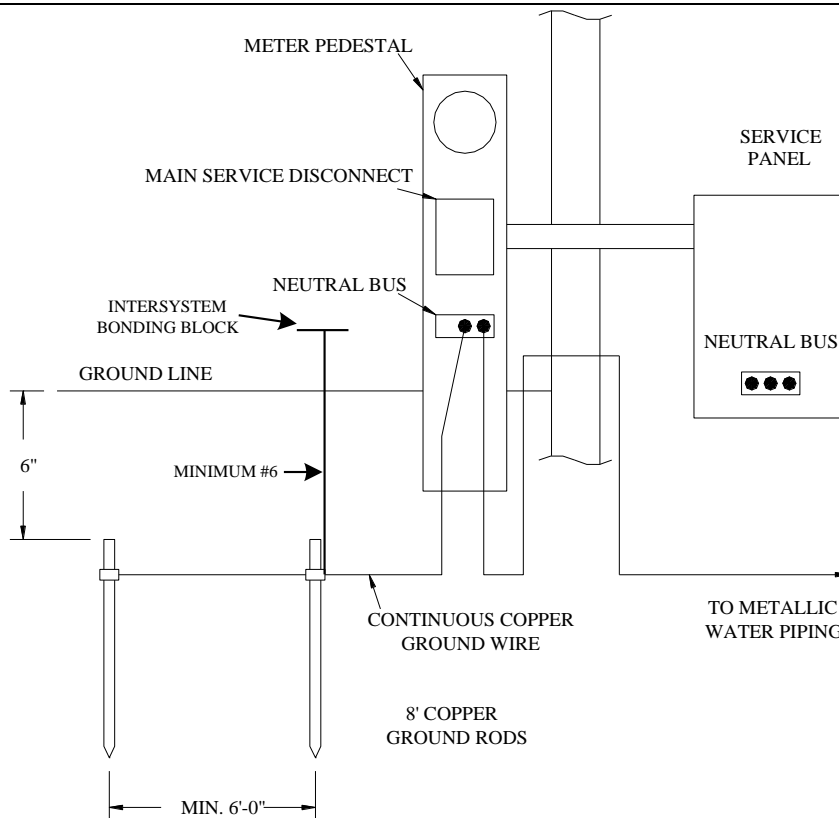 METER PEDESTAL
SERVICE
PANEL
MAIN SERVICE DISCONNECT
NEUTRAL BUS
INTERSYSTEM
BONDING BLOCK
NEUTRAL BUS
GROUND LINE
6"
MINIMUM #6
CONTINUOUS COPPER
GROUND WIRE
TO METALLIC
WATER PIPING
8' COPPER
GROUND RODS
MIN. 6'-0"